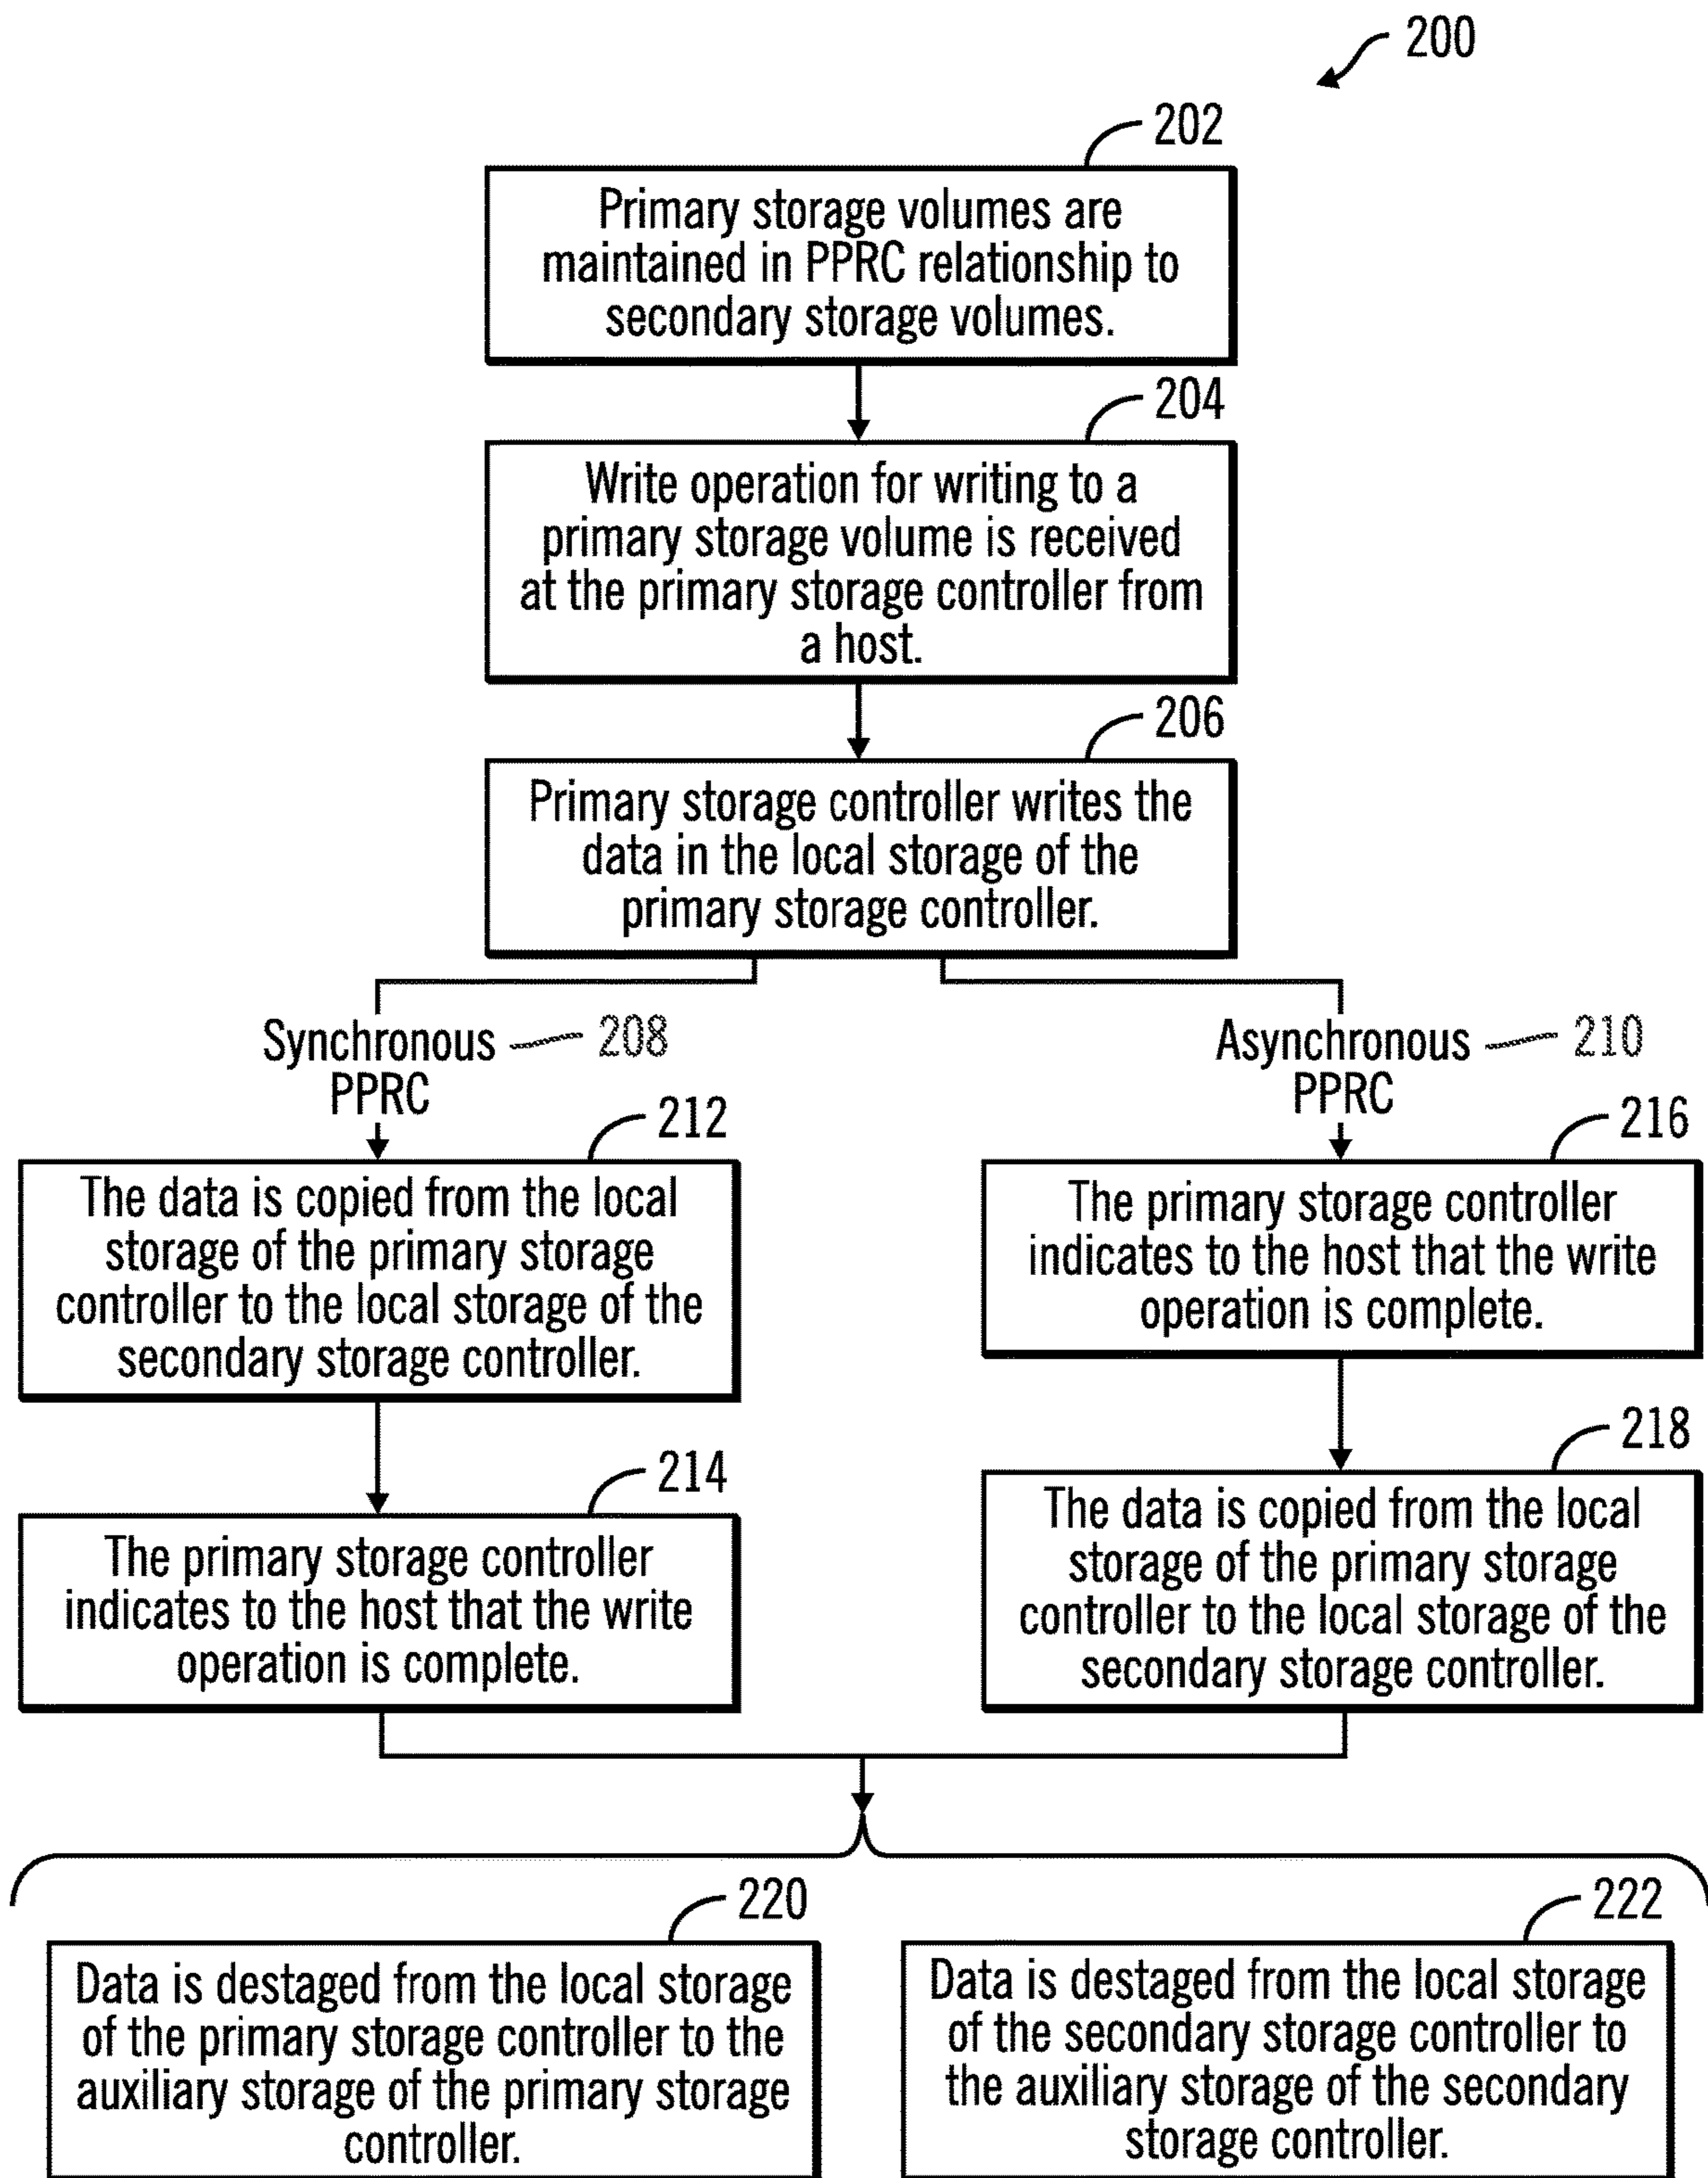 200
202
Primary storage volumes are
maintained in PPRC relationship to
secondary storage volumes.
204
Write operation for writing to a
primary storage volume is received
at the primary storage controller from
a host.
206
Primary storage controller writes the
data in the local storage of the
primary storage controller.
Synchronous 208
PPRC
Asynchronous 210
PPRC
212
The data is copied from the local
storage of the primary storage
controller to the local storage of the
secondary storage controller.
216
The primary storage controller
indicates to the host that the write
operation is complete.
214
The primary storage controller
indicates to the host that the write
operation is complete.
218
The data is copied from the local
storage of the primary storage
controller to the local storage of the
secondary storage controller.
220
Data is destaged from the local storage
of the primary storage controller to the
auxiliary storage of the primary storage
controller.
222
Data is destaged from the local storage
of the secondary storage controller to
the auxiliary storage of the secondary
storage controller.